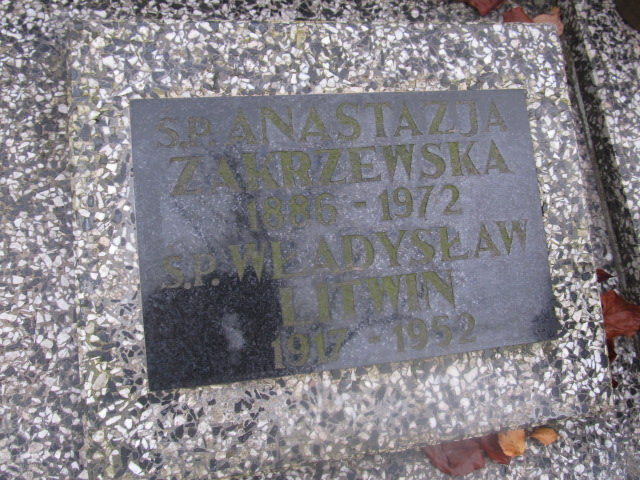 Ś.P. ANASTAZJA
ZAKRZEWSKA
1886 - 1972
Ś.P. WŁADYSŁAW
LITWIN
1917 - 1952